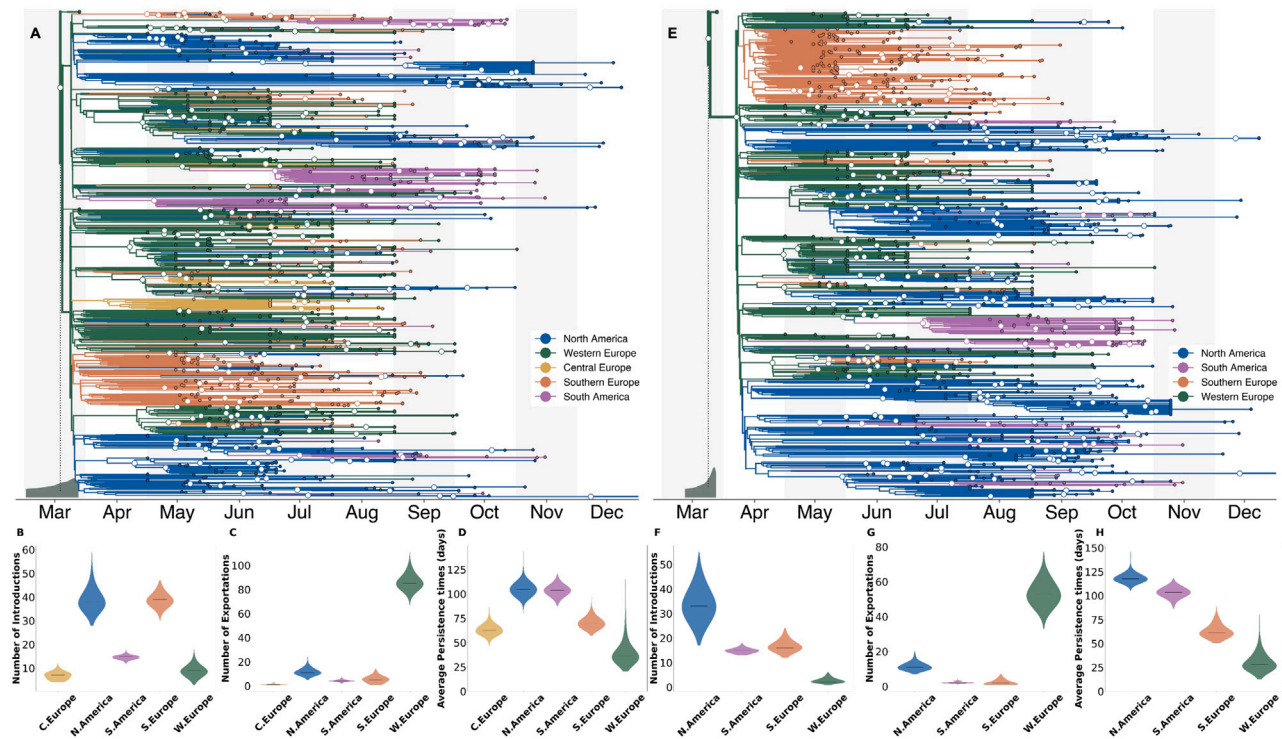 A
North America
Western Europe
Central Europe
Southern Europe
South America
Mar Apr May Jun Jul Aug Sep Oct Nov Dec
E
North America
South America
Southern Europe
Western Europe
Mar Apr May Jun Jul Aug Sep Oct Nov Dec
B
Number of Introductions
60
50
40
30
20
10
C.Europe N.America S.America S.Europe W.Europe
C
Number of Exportations
100
80
60
40
20
0
C.Europe N.America S.America S.Europe W.Europe
D
Average Persistence times (days)
125
100
75
50
25
0
C.Europe N.America S.America S.Europe W.Europe
F
Number of Introductions
50
40
30
20
10
0
N.America S.America S.Europe W.Europe
G
Number of Exportations
80
60
40
20
0
N.America S.America S.Europe W.Europe
H
Average Persistence times (days)
150
125
100
75
50
25
0
N.America S.America S.Europe W.Europe